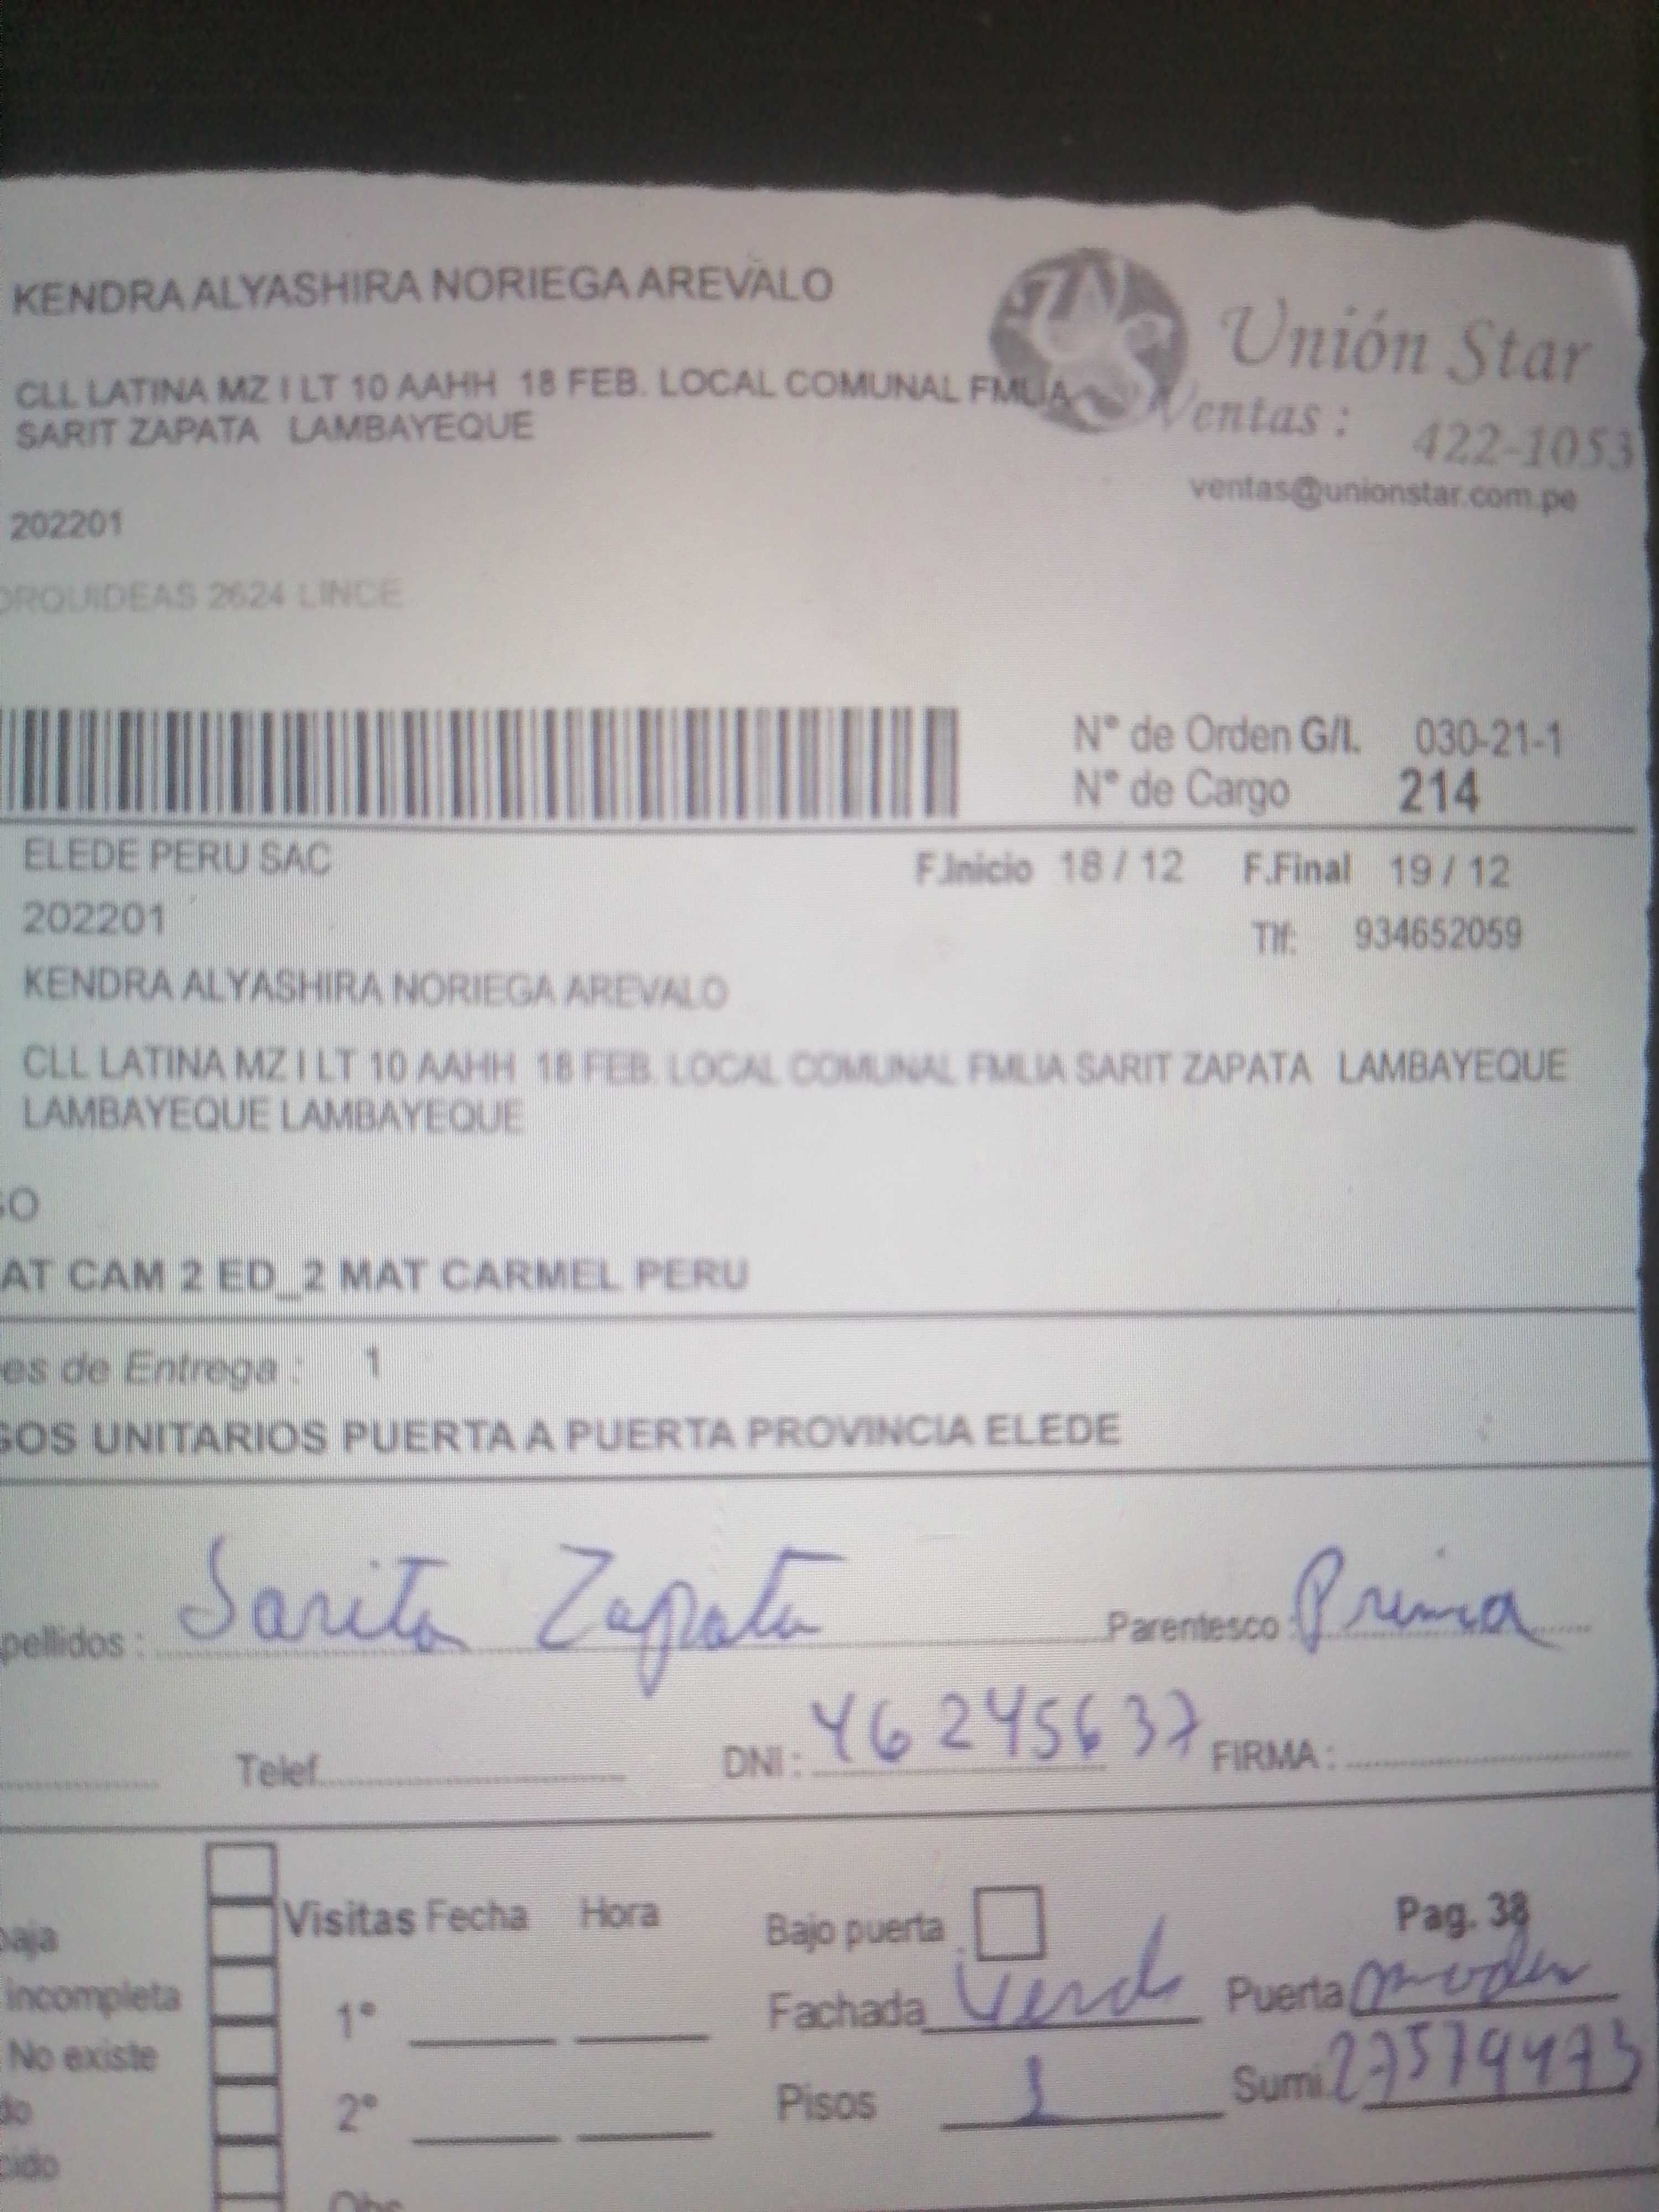 KENDRA ALYASHIRA NORIEGA AREVALO
Unión Star
CLL LATINA MZ I LT 10 AAHH 18 FEB. LOCAL COMUNAL FMLIA
Ventas : 422-1053
SARIT ZAPATA LAMBAYEQUE
ventas@unionstar.com.pe
202201
ORQUIDEAS 2624 LINCE
N° de Orden G/I. 030-21-1
N° de Cargo 214
ELEDE PERU SAC F.Inicio 18 / 12 F.Final 19 / 12
202201 Tlf: 934652059
KENDRA ALYASHIRA NORIEGA AREVALO
CLL LATINA MZ I LT 10 AAHH 18 FEB. LOCAL COMUNAL FMLIA SARIT ZAPATA LAMBAYEQUE
LAMBAYEQUE LAMBAYEQUE
GO
AT CAM 2 ED_2 MAT CARMEL PERU
es de Entrega : 1
GOS UNITARIOS PUERTA A PUERTA PROVINCIA ELEDE
pellidos : Sarita Zapata Parentesco : Prima
Telef. DNI : 46245637 FIRMA :
Visitas Fecha Hora Bajo puerta Pag. 38
baja
incompleta 1° Fachada Verd Puerta
No existe
do 2° Pisos 1 Sumi. 27579473
cido
Obs